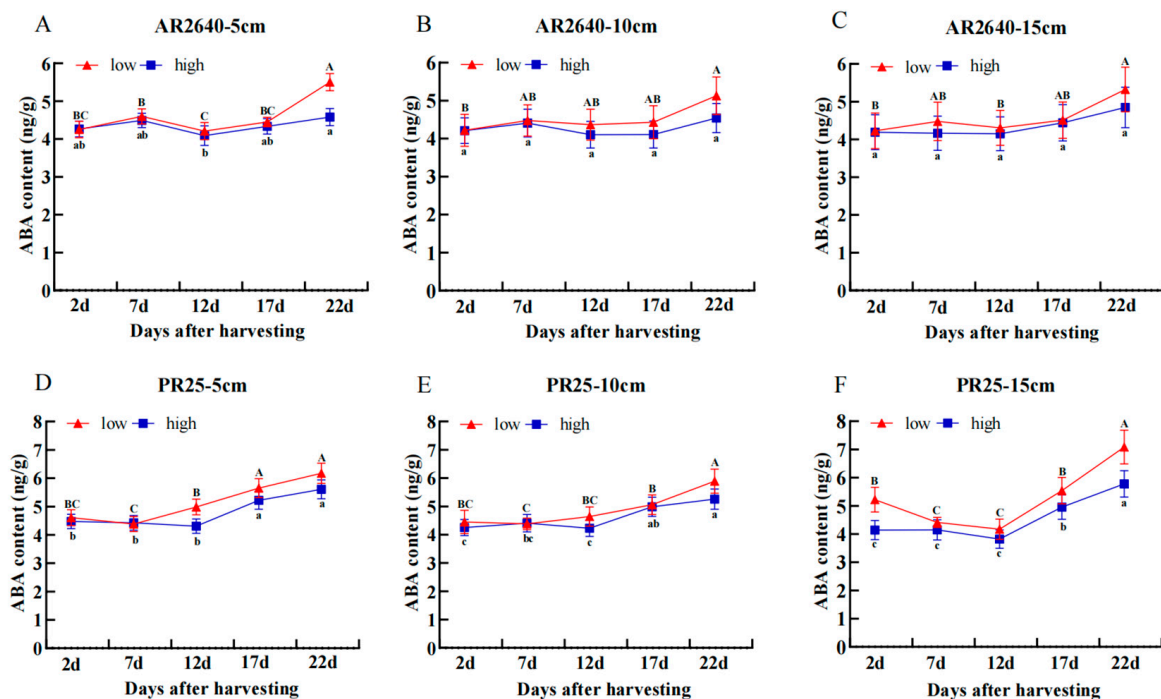 A AR2640-5cm
low high
ABA content (ng/g)
6
5
4
3
2
1
0
BC B C BC A
ab ab b ab a
2d 7d 12d 17d 22d
Days after harvesting
B AR2640-10cm
low high
ABA content (ng/g)
6
5
4
3
2
1
0
B AB AB AB A
a a a a a
2d 7d 12d 17d 22d
Days after harvesting
C AR2640-15cm
low high
ABA content (ng/g)
6
5
4
3
2
1
0
B AB B AB A
a a a a a
2d 7d 12d 17d 22d
Days after harvesting
D PR25-5cm
low high
ABA content (ng/g)
8
7
6
5
4
3
2
1
0
BC C B A A
b b b a a
2d 7d 12d 17d 22d
Days after harvesting
E PR25-10cm
low high
ABA content (ng/g)
8
7
6
5
4
3
2
1
0
BC C BC B A
c bc c ab a
2d 7d 12d 17d 22d
Days after harvesting
F PR25-15cm
low high
ABA content (ng/g)
8
7
6
5
4
3
2
1
0
B C C B A
c c c b a
2d 7d 12d 17d 22d
Days after harvesting